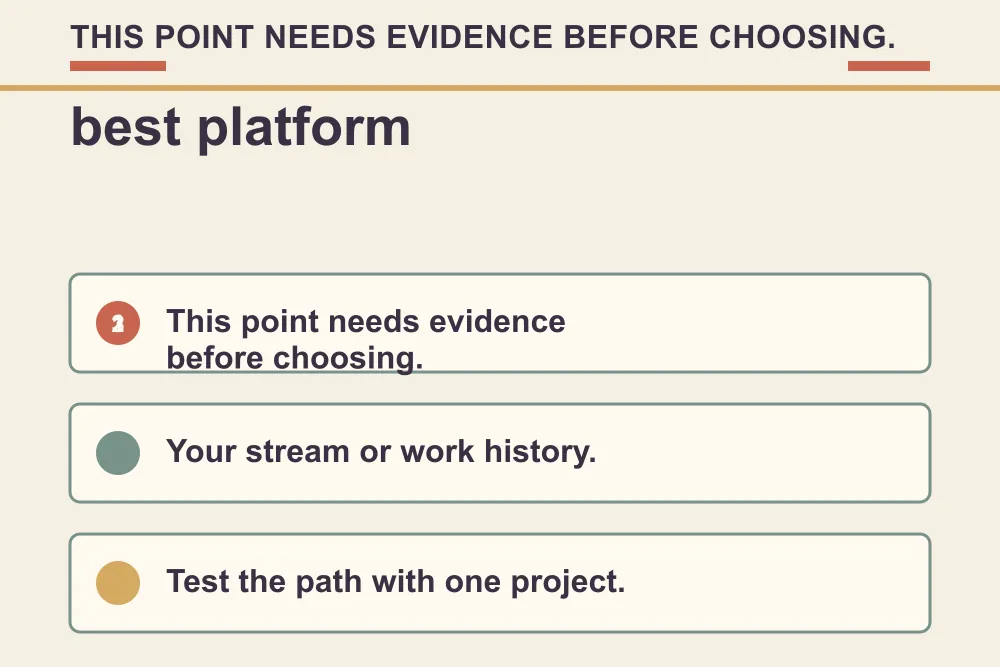 THIS POINT NEEDS EVIDENCE BEFORE CHOOSING.
best platform
This point needs evidence
before choosing.
Your stream or work history.
Test the path with one project.